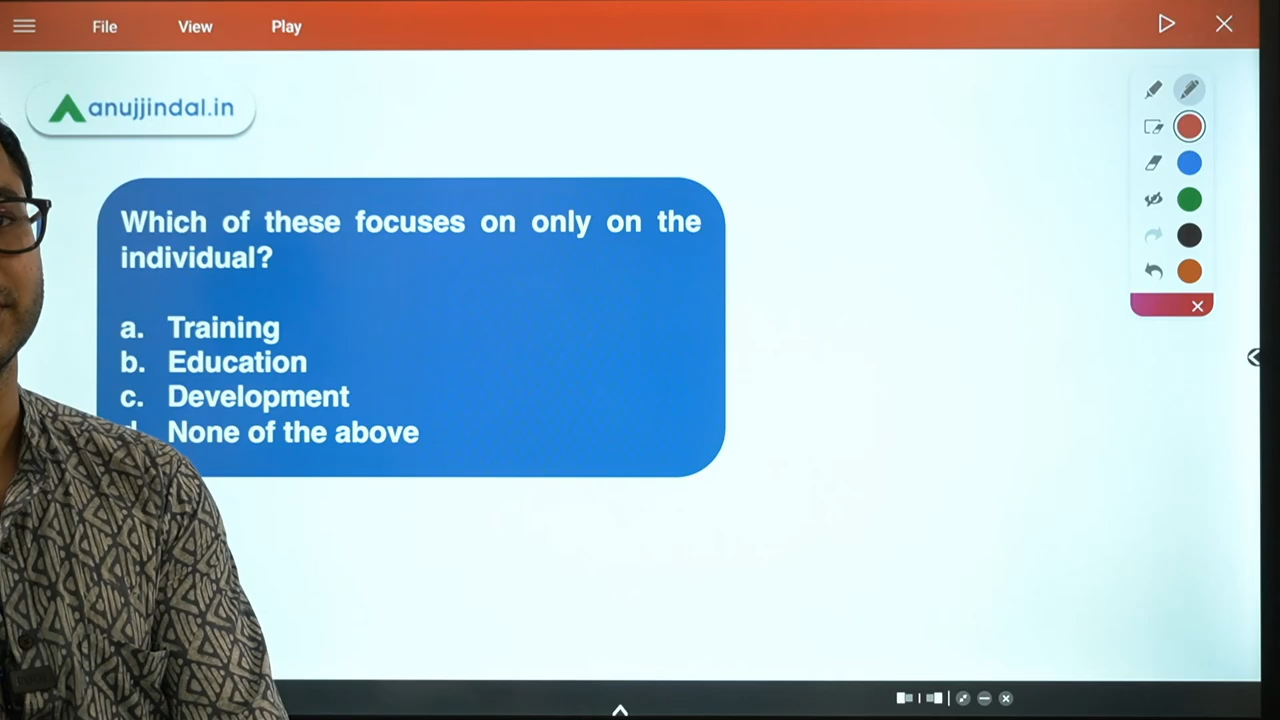 File View Play
anujjindal.in
Which of these focuses on only on the
individual?
a. Training
b. Education
c. Development
None of the above